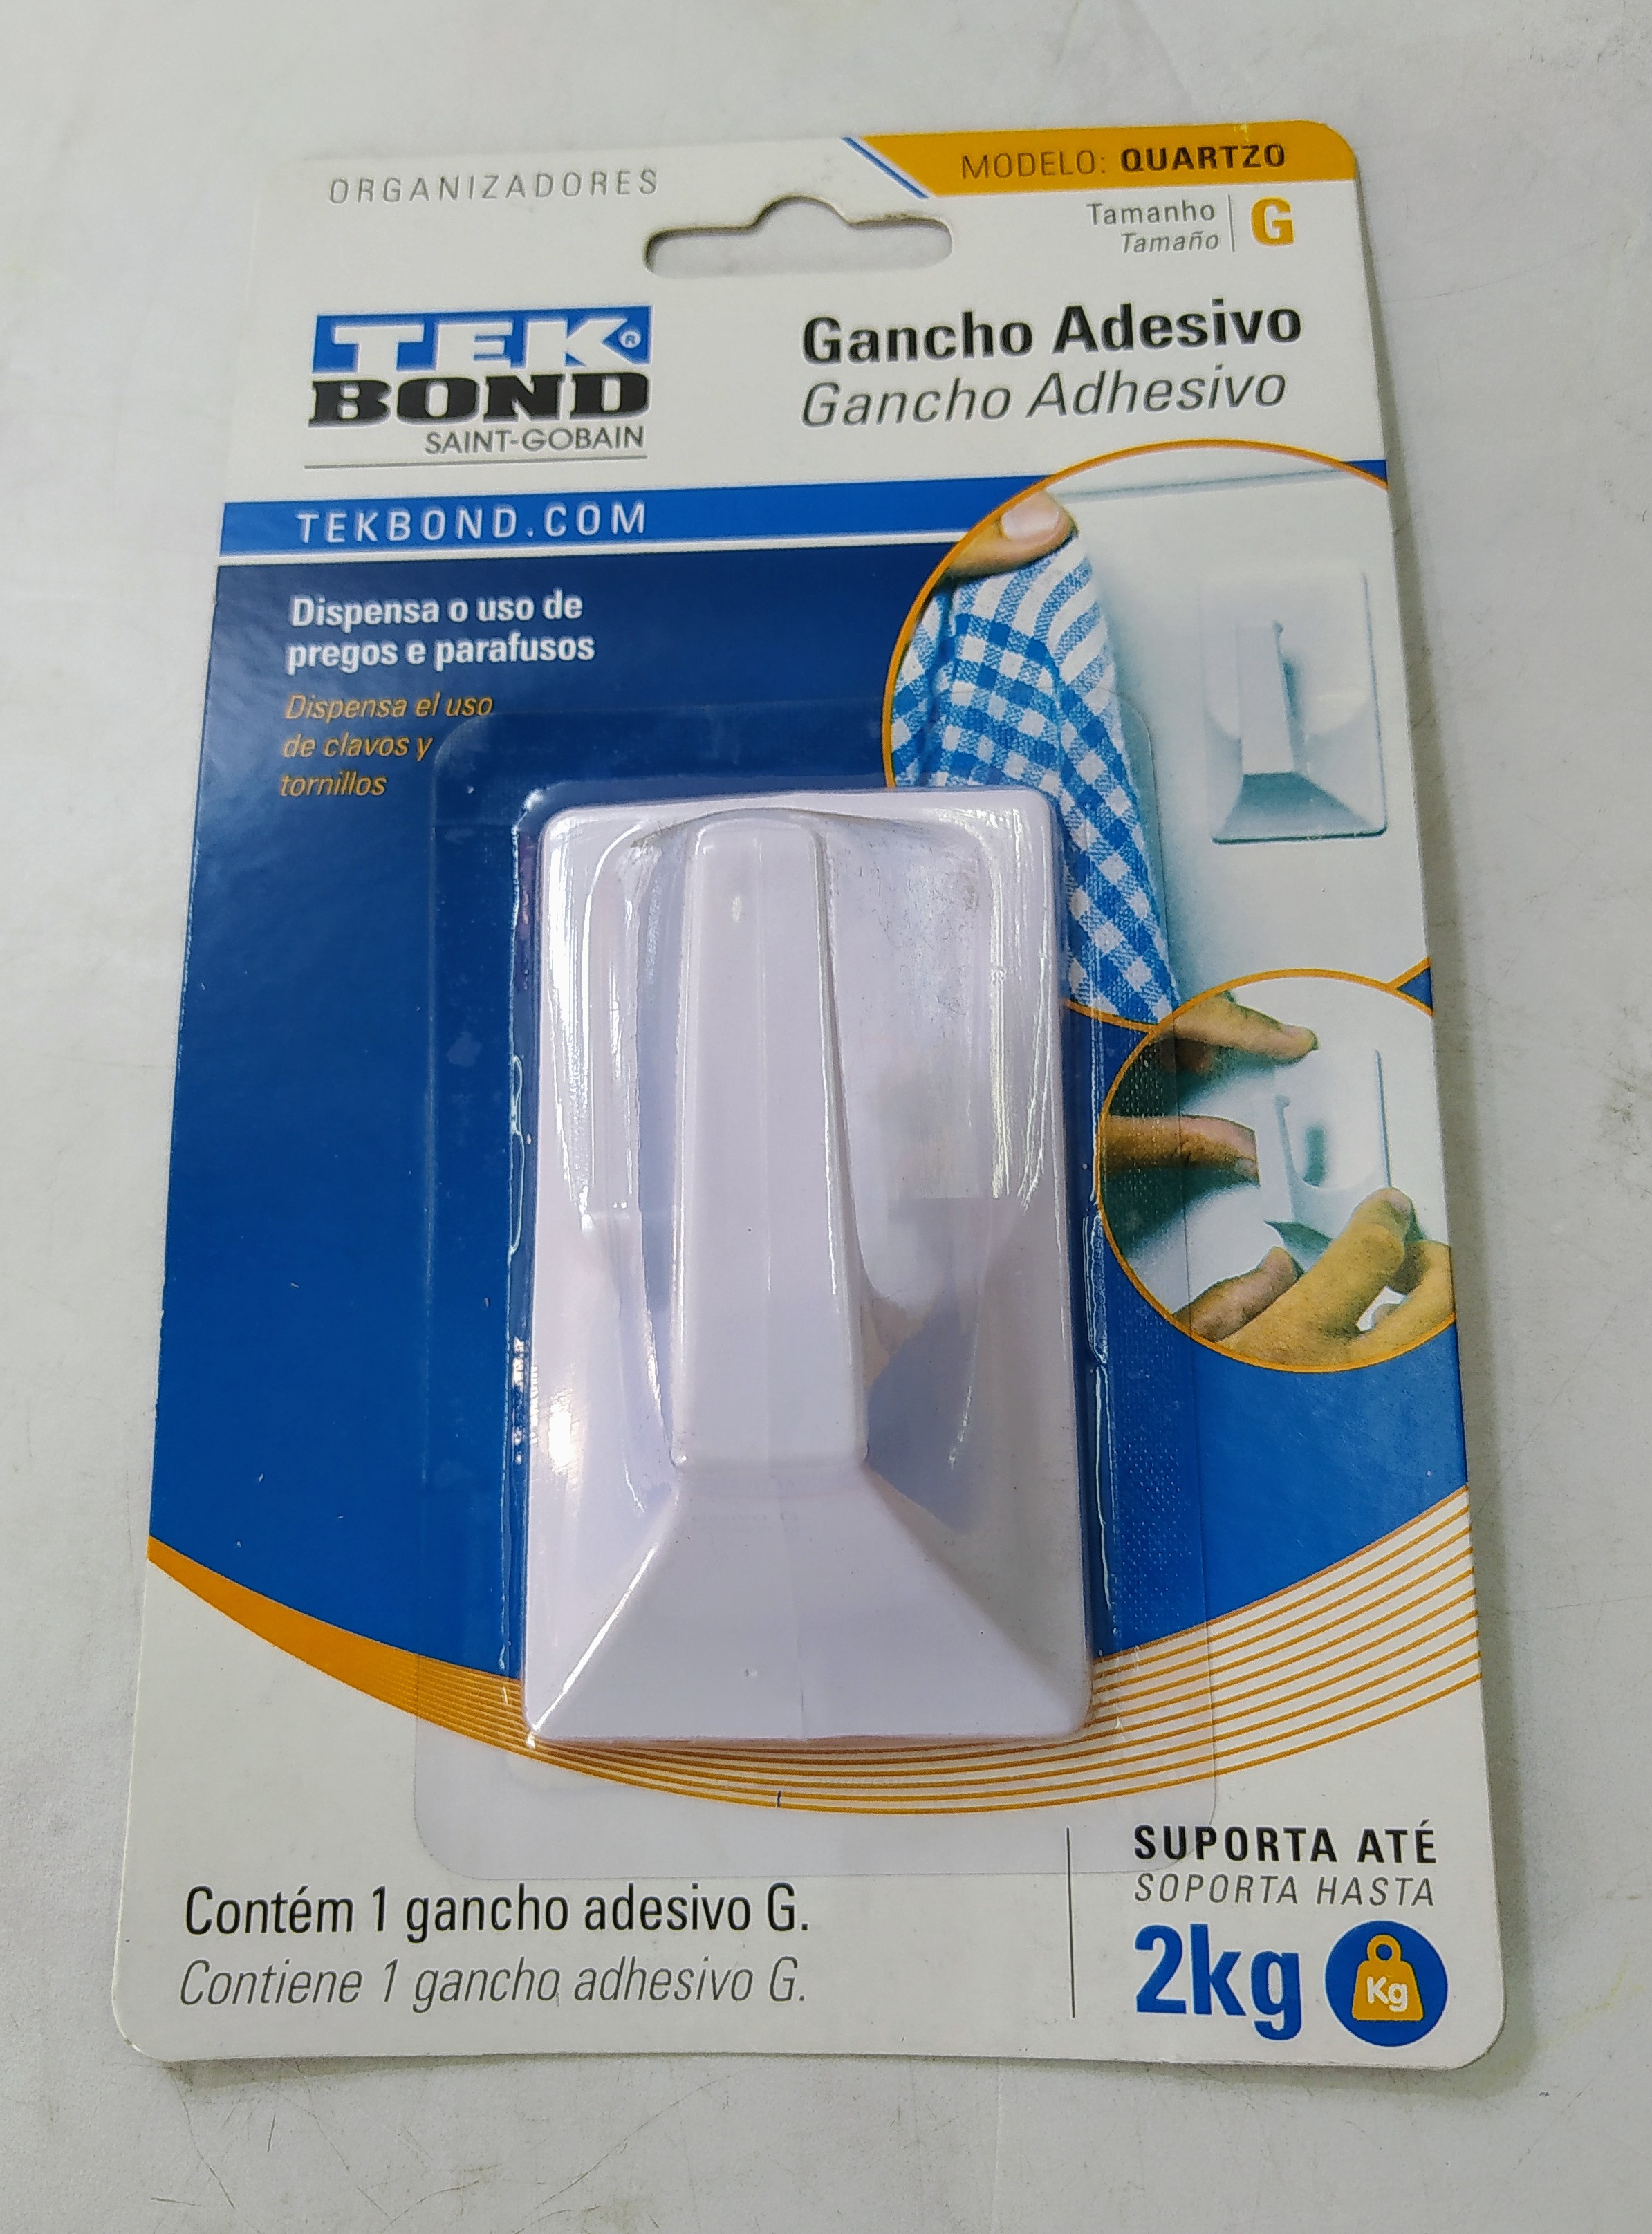 ORGANIZADORES
MODELO: QUARTZO
Tamanho
Tamaño
G
TEK®
BOND
SAINT-GOBAIN
Gancho Adesivo
Gancho Adhesivo
TEKBOND.COM
Dispensa o uso de
pregos e parafusos
Dispensa el uso
de clavos y
tornillos
Contém 1 gancho adesivo G.
Contiene 1 gancho adhesivo G.
SUPORTA ATÉ
SOPORTA HASTA
2kg
Kg